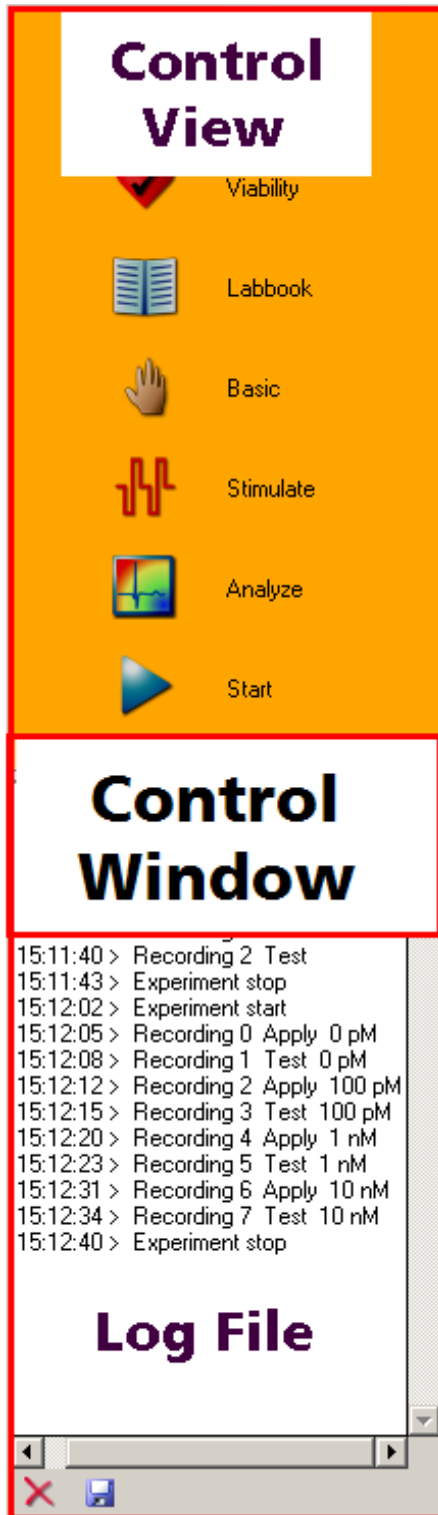 Control
View
Viability
Labbook
Basic
Stimulate
Analyze
Start
Control
Window
15:11:40 > Recording 2 Test
15:11:43 > Experiment stop
15:12:02 > Experiment start
15:12:05 > Recording 0 Apply 0 pM
15:12:08 > Recording 1 Test 0 pM
15:12:12 > Recording 2 Apply 100 pM
15:12:15 > Recording 3 Test 100 pM
15:12:20 > Recording 4 Apply 1 nM
15:12:23 > Recording 5 Test 1 nM
15:12:31 > Recording 6 Apply 10 nM
15:12:34 > Recording 7 Test 10 nM
15:12:40 > Experiment stop
Log File